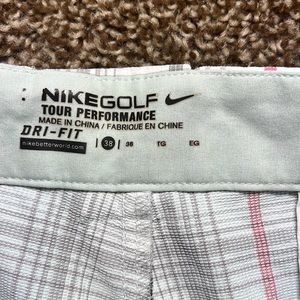 NIKEGOLF
TOUR PERFORMANCE
MADE IN CHINA / FABRIQUÉ EN CHINE
DRI-FIT
nikebetterworld.com
38 38 TG EG